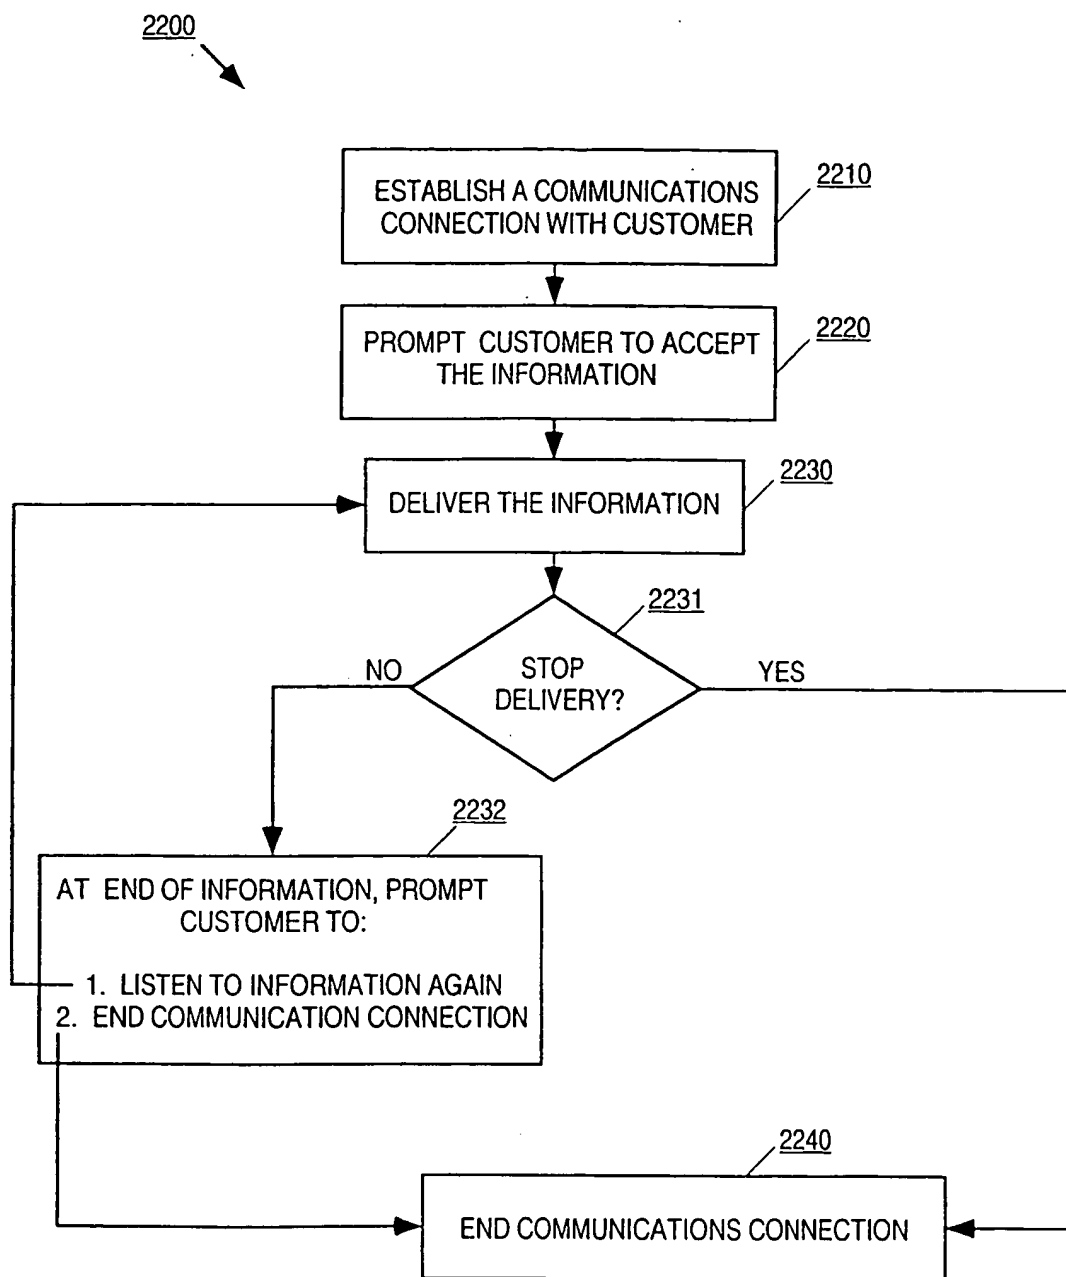 2200
2210
ESTABLISH A COMMUNICATIONS
CONNECTION WITH CUSTOMER
2220
PROMPT CUSTOMER TO ACCEPT
THE INFORMATION
2230
DELIVER THE INFORMATION
2231
STOP
DELIVERY?
NO
YES
2232
AT END OF INFORMATION, PROMPT
CUSTOMER TO:
1. LISTEN TO INFORMATION AGAIN
2. END COMMUNICATION CONNECTION
2240
END COMMUNICATIONS CONNECTION